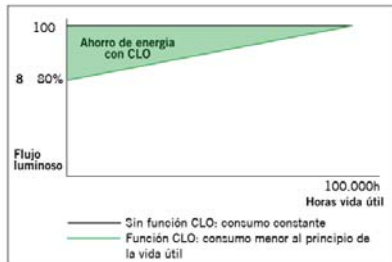 100
Ahorro de energia
con CLO
8 80%
Flujo
luminoso
100.000h
Horas vida útil
Sin función CLO: consumo constante
Función CLO: consumo menor al principio de
la vida útil